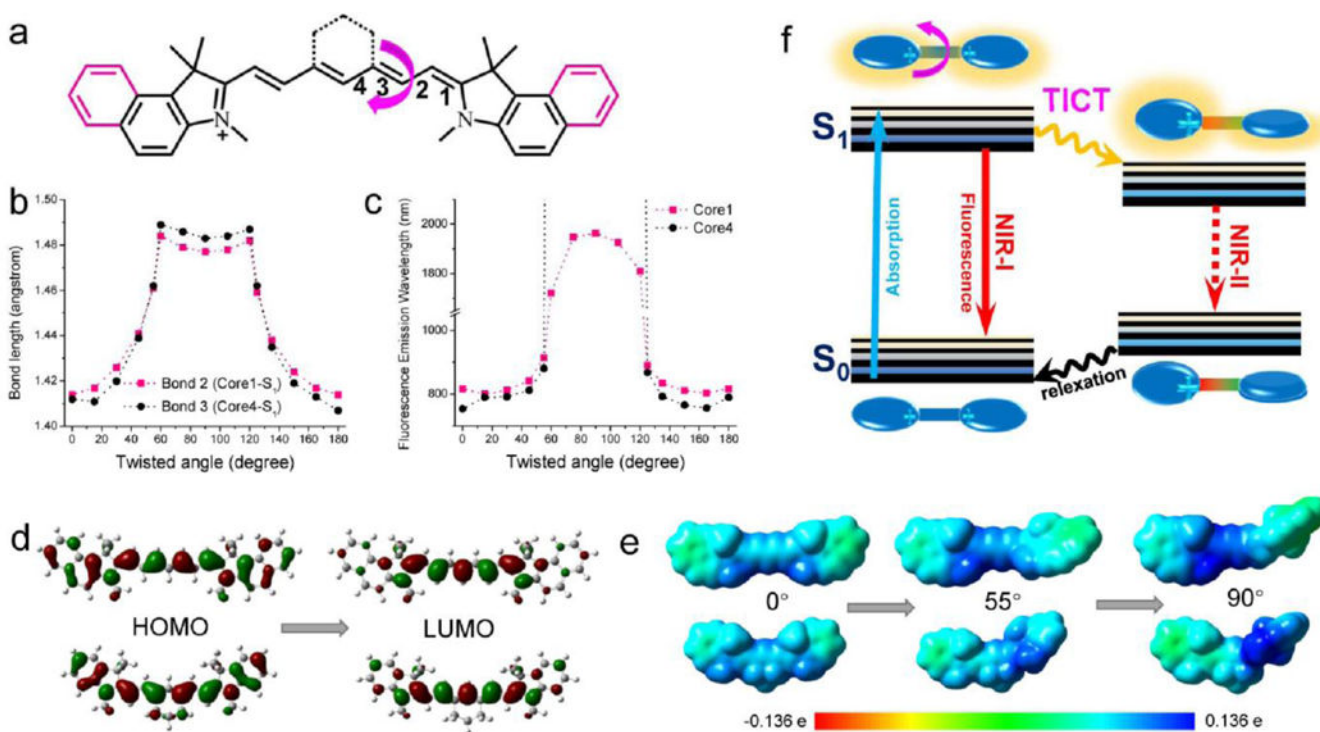 a
4
3
2
1
N
+
N
b
Bond length (angstrom)
1.50
1.48
1.46
1.44
1.42
1.40
Bond 2 (Core1-S1)
Bond 3 (Core4-S1)
0 20 40 60 80 100 120 140 160 180
Twisted angle (degree)
c
Fluorescence Emission Wavelength (nm)
2000
1800
1000
800
Core1
Core4
0 20 40 60 80 100 120 140 160 180
Twisted angle (degree)
d
HOMO
LUMO
e
0°
55°
90°
-0.136 e
0.136 e
f
+
+
TICT
S1
+
Absorption
Fluorescence
NIR-I
NIR-II
S0
relexation
+
+